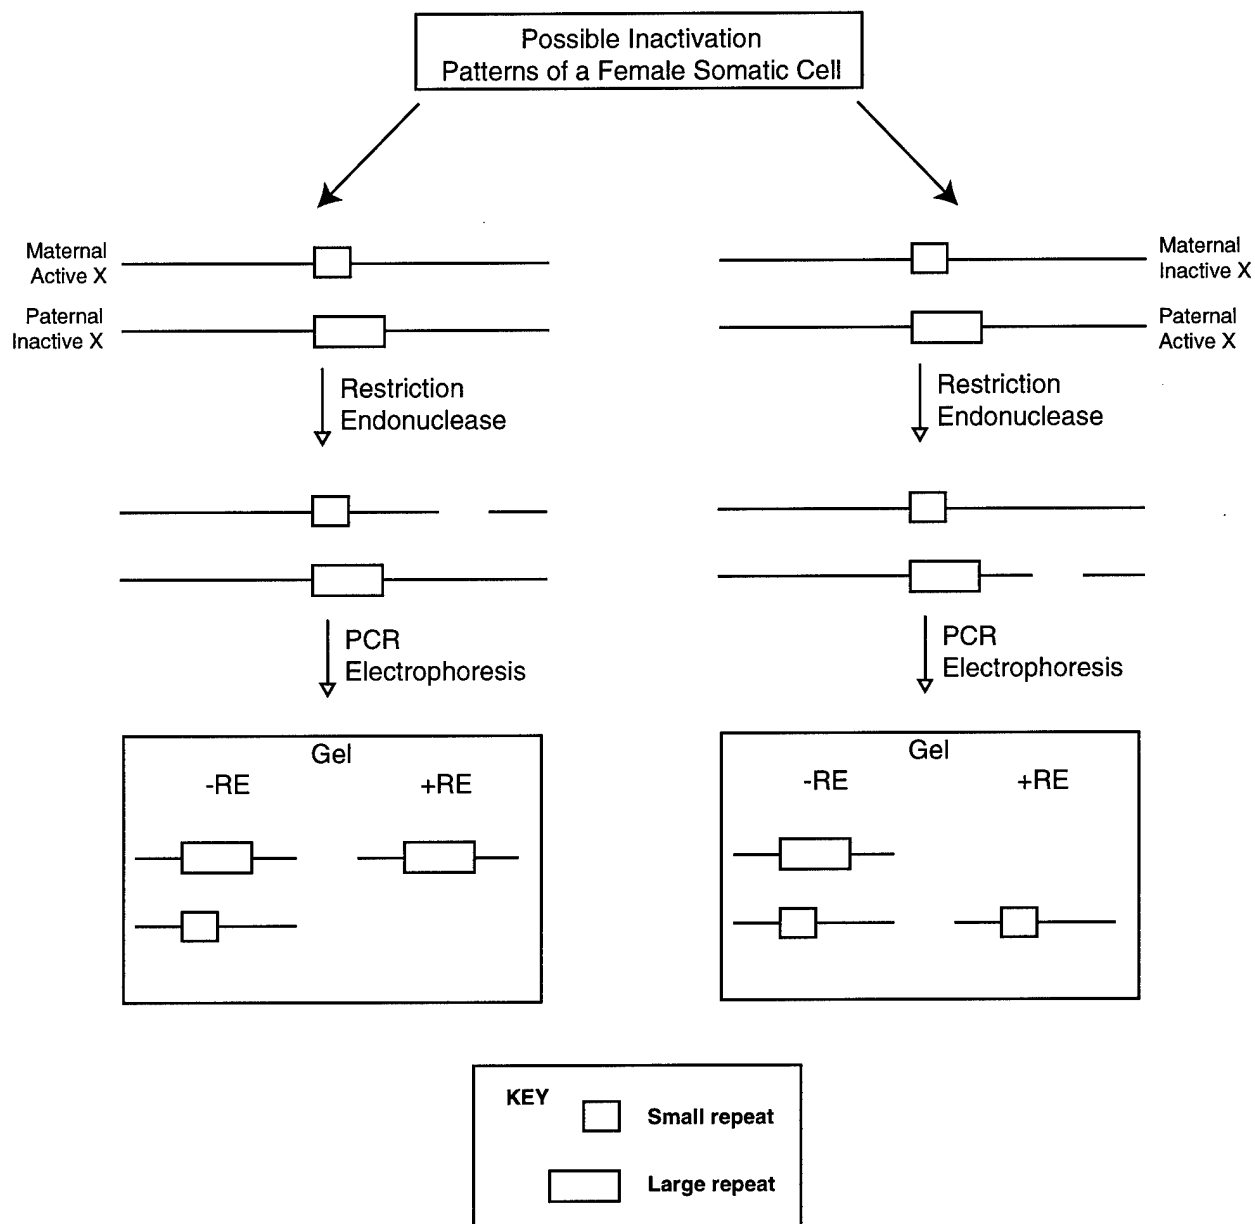 Possible Inactivation
Patterns of a Female Somatic Cell
Maternal
Active X
Paternal
Inactive X
Restriction
Endonuclease
PCR
Electrophoresis
Gel
-RE +RE
Maternal
Inactive X
Paternal
Active X
Restriction
Endonuclease
PCR
Electrophoresis
Gel
-RE +RE
KEY
Small repeat
Large repeat